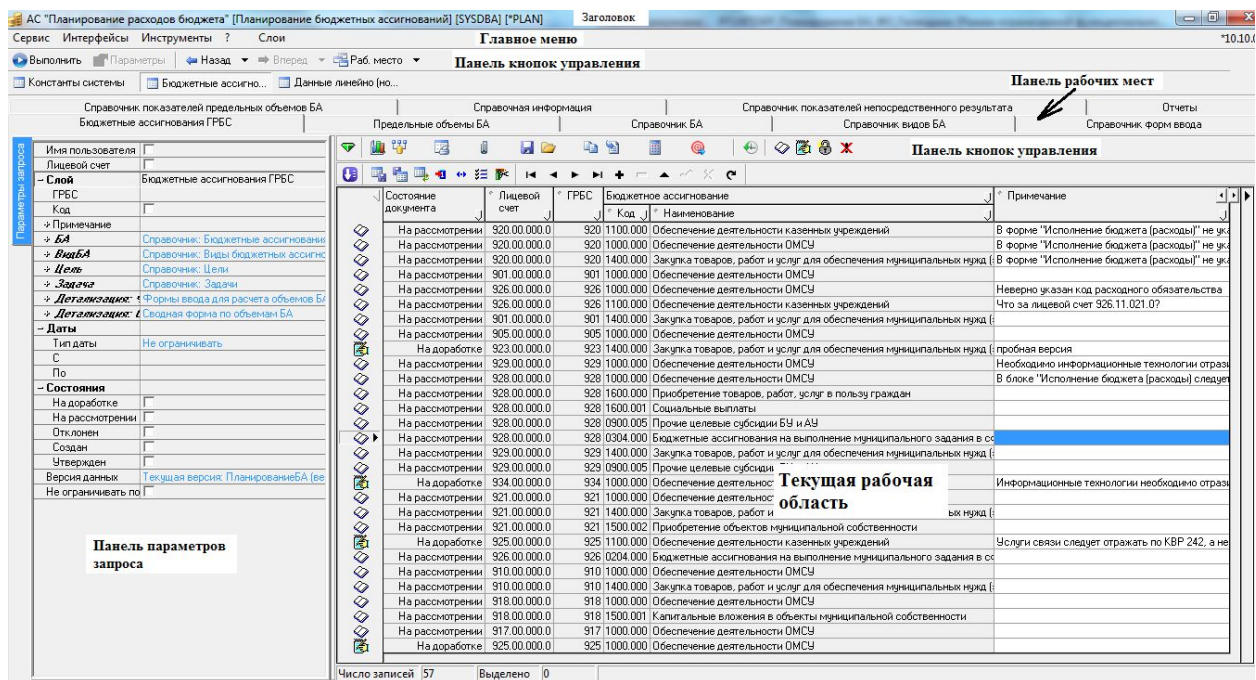 АС "Планирование расходов бюджета" [Планирование бюджетных ассигнований] [SYSDBA] [*PLAN] Заголовок
Сервис Интерфейсы Инструменты ? Слои Главное меню *10.10.0
Выполнить Параметры Назад Вперед Раб. место Панель кнопок управления
Константы системы Бюджетные ассигно... Данные линейно (но... Панель рабочих мест
Справочник показателей предельных объемов БА Справочная информация Справочник показателей непосредственного результата Отчеты
Бюджетные ассигнования ГРБС Предельные объемы БА Справочник БА Справочник видов БА Справочник форм ввода
Панель кнопок управления
Параметры запроса
Имя пользователя
Лицевой счет
Слой Бюджетные ассигнования ГРБС
ГРБС
Код
Примечание
БА Справочник: Бюджетные ассигнования
ВидБА Справочник: Виды бюджетных ассигно
Цель Справочник: Цели
Задача Справочник: Задачи
Детализация: Формы ввода для расчета объемов БА
Детализация: Сводная форма по объемам БА
Даты
Тип даты Не ограничивать
С
По
Состояния
На доработке
На рассмотрении
Отклонен
Создан
Утвержден
Версия данных Текущая версия: ПланированиеБА (ве
Не ограничивать по
Панель параметров
запроса
Состояние документа Лицевой счет ГРБС Бюджетное ассигнование Примечание
Код Наименование
На рассмотрении 920.00.000.0 920 1100.000 Обеспечение деятельности казенных учреждений В форме "Исполнение бюджета (расходы)" не ука
На рассмотрении 920.00.000.0 920 1000.000 Обеспечение деятельности ОМСУ В форме "Исполнение бюджета (расходы)" не ука
На рассмотрении 920.00.000.0 920 1400.000 Закупка товаров, работ и услуг для обеспечения муниципальных нужд ( В форме "Исполнение бюджета (расходы)" не ука
На рассмотрении 901.00.000.0 901 1000.000 Обеспечение деятельности ОМСУ
На рассмотрении 926.00.000.0 926 1000.000 Обеспечение деятельности ОМСУ Неверно указан код расходного обязательства
На рассмотрении 926.00.000.0 926 1100.000 Обеспечение деятельности казенных учреждений Что за лицевой счет 926.11.021.0?
На рассмотрении 901.00.000.0 901 1400.000 Закупка товаров, работ и услуг для обеспечения муниципальных нужд (
На рассмотрении 905.00.000.0 905 1000.000 Обеспечение деятельности ОМСУ
На доработке 923.00.000.0 923 1400.000 Закупка товаров, работ и услуг для обеспечения муниципальных нужд ( пробная версия
На рассмотрении 929.00.000.0 929 1000.000 Обеспечение деятельности ОМСУ Необходимо информационные технологии отрази
На рассмотрении 928.00.000.0 928 1000.000 Обеспечение деятельности ОМСУ В блоке "Исполнение бюджета (расходы) следует
На рассмотрении 928.00.000.0 928 1600.000 Приобретение товаров, работ, услуг в пользу граждан
На рассмотрении 928.00.000.0 928 1600.001 Социальные выплаты
На рассмотрении 928.00.000.0 928 0900.005 Прочие целевые субсидии БУ и АУ
На рассмотрении 928.00.000.0 928 0304.000 Бюджетные ассигнования на выполнение муниципального задания в со
На рассмотрении 929.00.000.0 929 1400.000 Закупка товаров, работ и услуг для обеспечения муниципальных нужд (
На рассмотрении 929.00.000.0 929 0900.005 Прочие целевые субсидии
На доработке 934.00.000.0 934 1000.000 Обеспечение деятельност Информационные технологии необходимо отрази
На рассмотрении 921.00.000.0 921 1000.000 Обеспечение деятельност
На рассмотрении 921.00.000.0 921 1400.000 Закупка товаров, работ и ых нужд (
Текущая рабочая
область
На рассмотрении 921.00.000.0 921 1500.002 Приобретение объектов муниципальной собственности
На доработке 925.00.000.0 925 1100.000 Обеспечение деятельности казенных учреждений Услуги связи следует отражать по КВР 242, а не
На рассмотрении 926.00.000.0 926 0204.000 Бюджетные ассигнования на выполнение муниципального задания в со
На рассмотрении 910.00.000.0 910 1000.000 Обеспечение деятельности ОМСУ
На рассмотрении 910.00.000.0 910 1400.000 Закупка товаров, работ и услуг для обеспечения муниципальных нужд (
На рассмотрении 918.00.000.0 918 1000.000 Обеспечение деятельности ОМСУ
На рассмотрении 918.00.000.0 918 1500.001 Капитальные вложения в объекты муниципальной собственности
На рассмотрении 917.00.000.0 917 1000.000 Обеспечение деятельности ОМСУ
На доработке 925.00.000.0 925 1000.000 Обеспечение деятельности ОМСУ
Число записей 57 Выделено 0